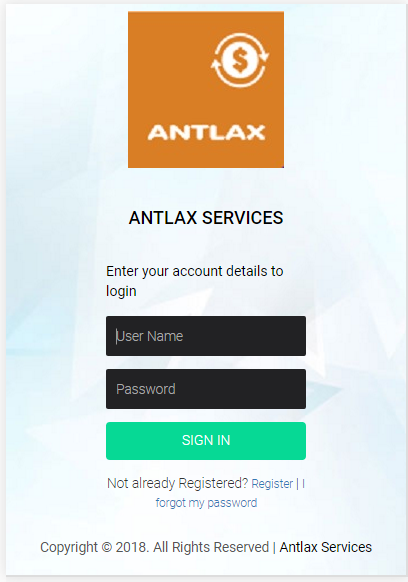 $
ANTLAX
ANTLAX SERVICES
Enter your account details to
login
User Name
Password
SIGN IN
Not already Registered? Register | I
forgot my password
Copyright © 2018. All Rights Reserved | Antlax Services